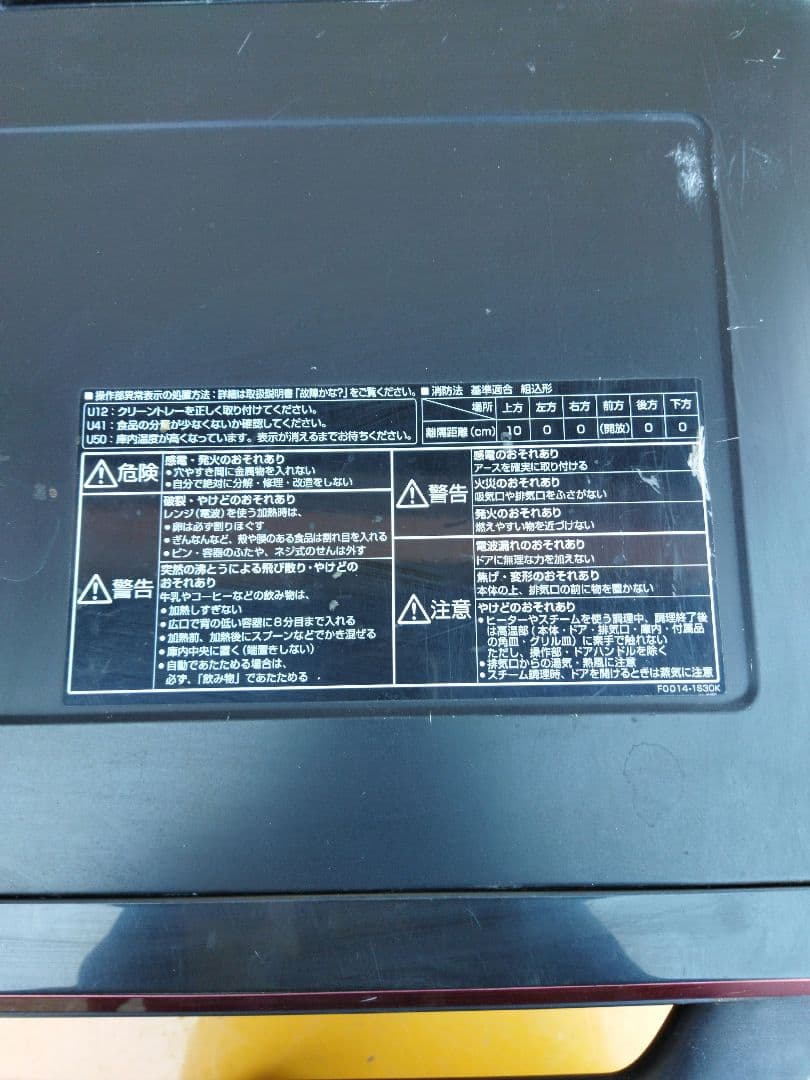 ■操作部異常表示の処置方法：詳細は取扱説明書「故障かな？」をご覧ください。
U12：クリーントレーを正しく取り付けてください。
U41：食品の分量が少なくないか確認してください。
U50：庫内温度が高くなっています。表示が消えるまでお待ちください。
■消防法 基準適合 組込形
場所 上方 左方 右方 前方 後方 下方
離隔距離(cm) 10 0 0 (開放) 0 0
危険
感電・発火のおそれあり
●穴やすき間に金属物を入れない
●自分で絶対に分解・修理・改造をしない
警告
破裂・やけどのおそれあり
レンジ（電波）を使う加熱時は、
●卵は必ず割りほぐす
●ぎんなんなど、殻や膜のある食品は割れ目を入れる
●ビン・容器のふたや、ネジ式のせんは外す
突然の沸とうによる飛び散り・やけどの
おそれあり
牛乳やコーヒーなどの飲み物は、
●加熱しすぎない
●広口で背の低い容器に8分目まで入れる
●加熱前、加熱後にスプーンなどでかき混ぜる
●庫内中央に置く（端置きしない）
●自動であたためる場合は、
必ず、「飲み物」であたためる
警告
感電のおそれあり
アースを確実に取り付ける
火災のおそれあり
吸気口や排気口をふさがない
発火のおそれあり
燃えやすい物を近づけない
注意
電波漏れのおそれあり
ドアに無理な力を加えない
焦げ・変形のおそれあり
本体の上、排気口の前に物を置かない
やけどのおそれあり
●ヒーターやスチームを使う調理中、調理終了後
は高温部（本体・ドア・排気口・庫内・付属品
の角皿・グリル皿）に素手で触れない
ただし、操作部・ドアハンドルを除く
●排気口からの湯気・熱風に注意
●スチーム調理時、ドアを開けるときは蒸気に注意
F0014-1S30K